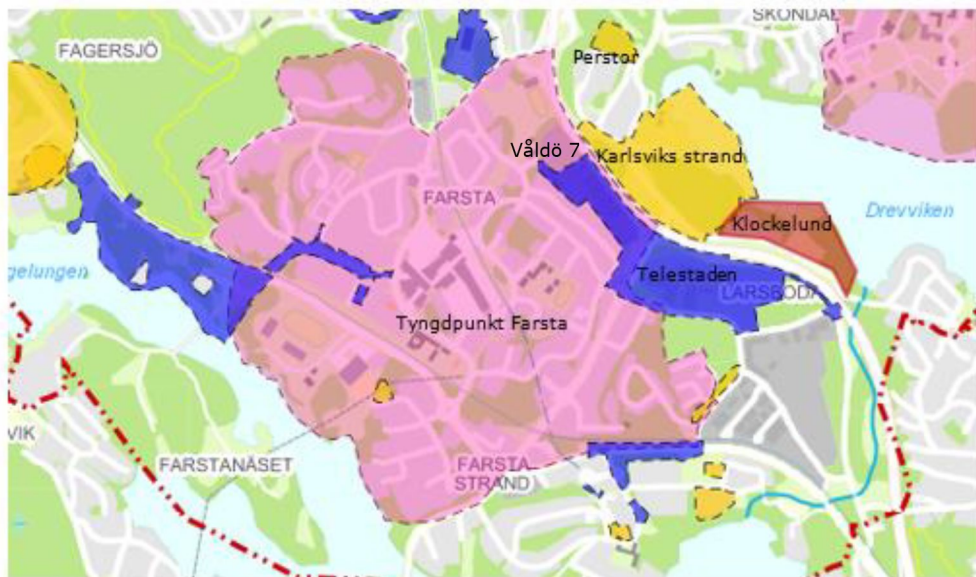 SKÖNDAL
FAGERSJÖ
Perstor
Våldö 7
Karlsviks strand
FARSTA
Klockelund
Drevviken
gelungen
Telestaden
LARSBODA
Tyngdpunkt Farsta
VIK
FARSTANÄSET
FARSTA
STRAND